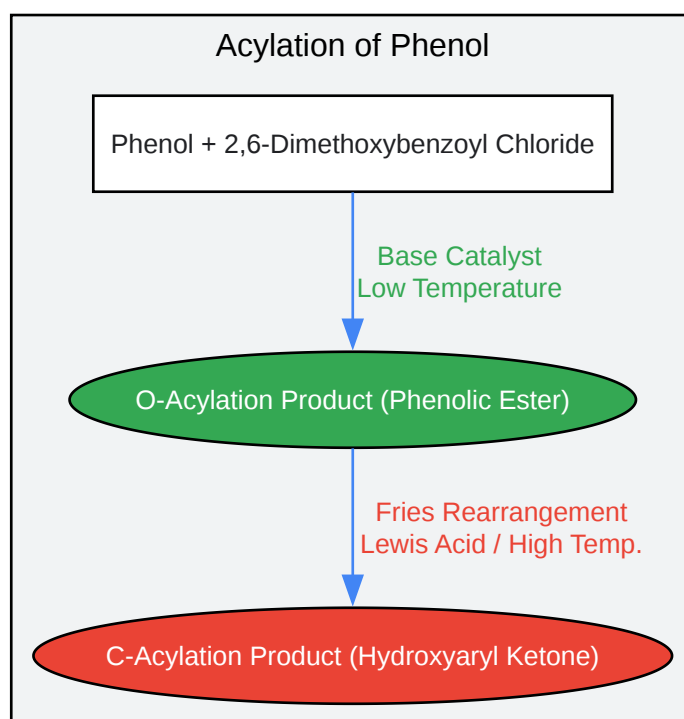 Acylation of Phenol
Phenol + 2,6-Dimethoxybenzoyl Chloride
Base Catalyst
Low Temperature
O-Acylation Product (Phenolic Ester)
Fries Rearrangement
Lewis Acid / High Temp.
C-Acylation Product (Hydroxyaryl Ketone)